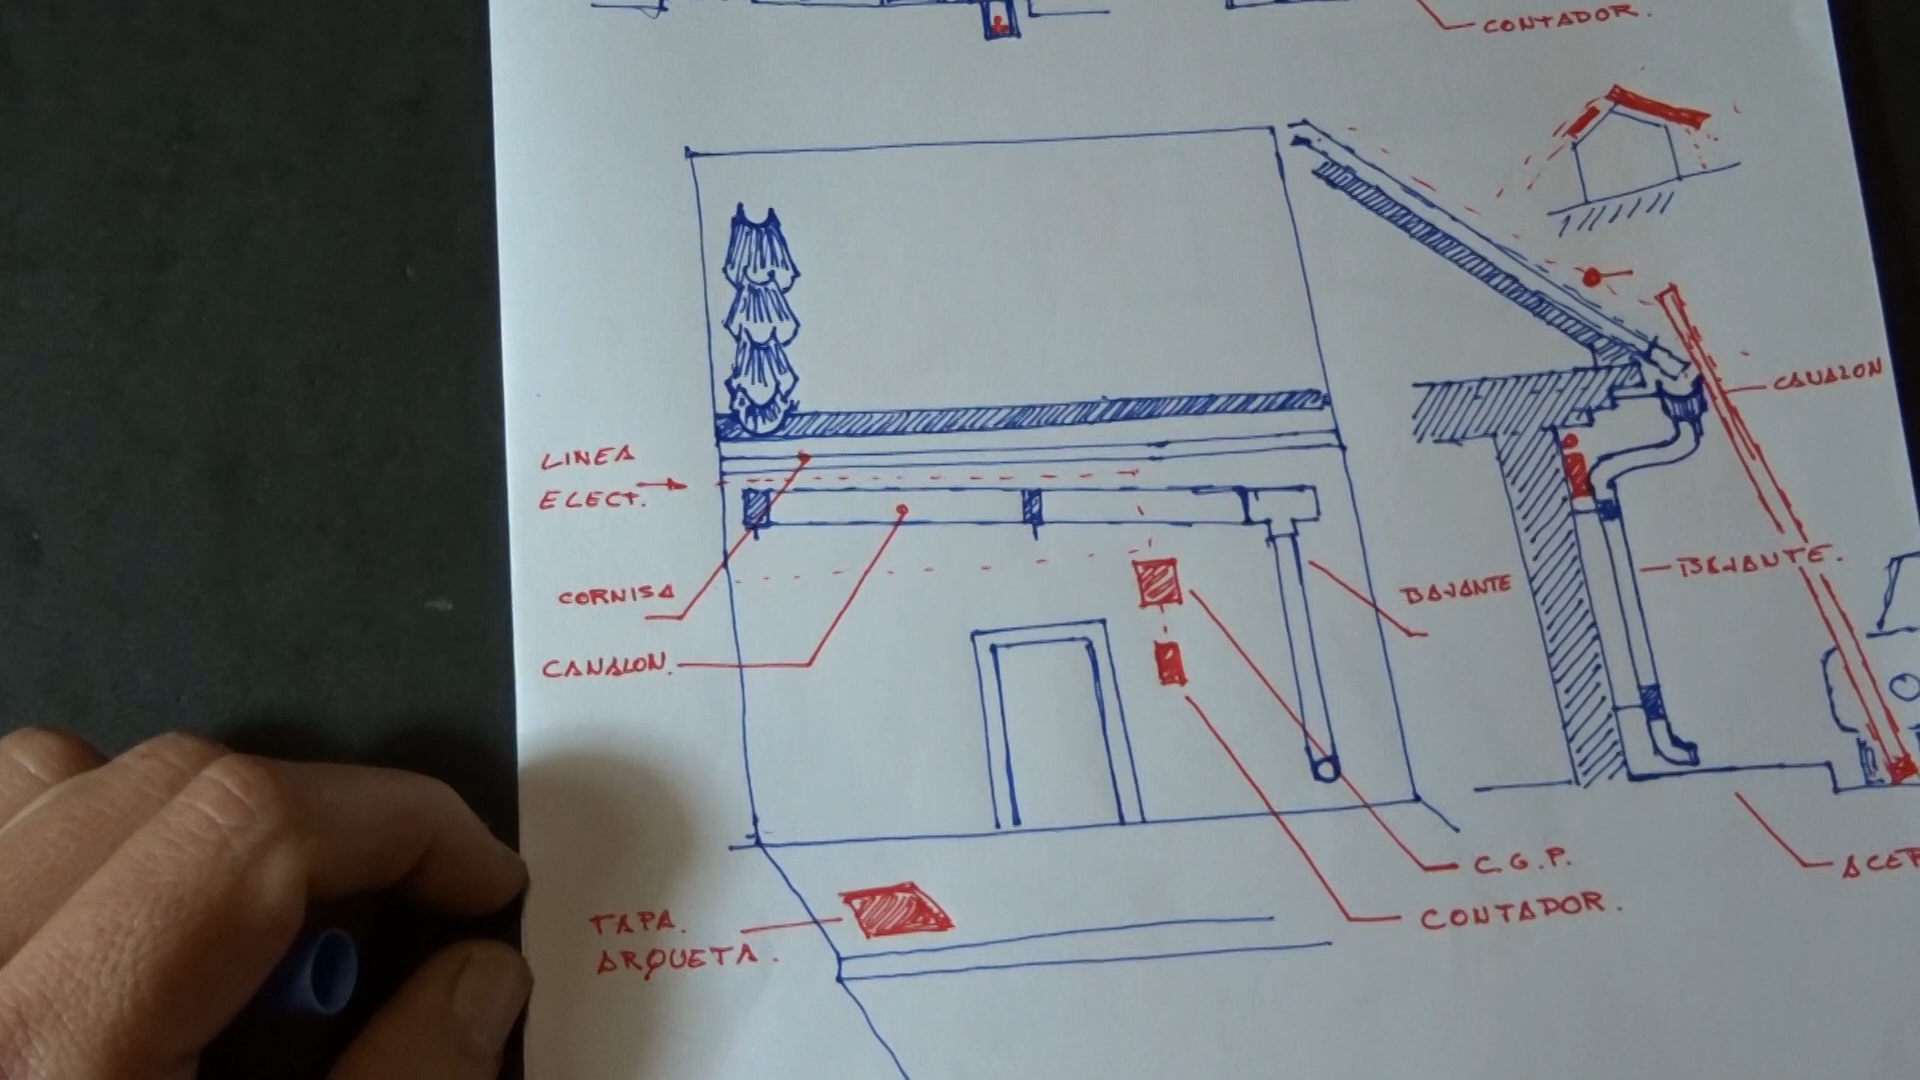 CONTADOR.
CANALON
LINEA
ELECT.
BAJANTE.
CORNISA
BAJANTE
CANALON.
C.G.P.
CONTADOR.
TAPA.
ARQUETA.